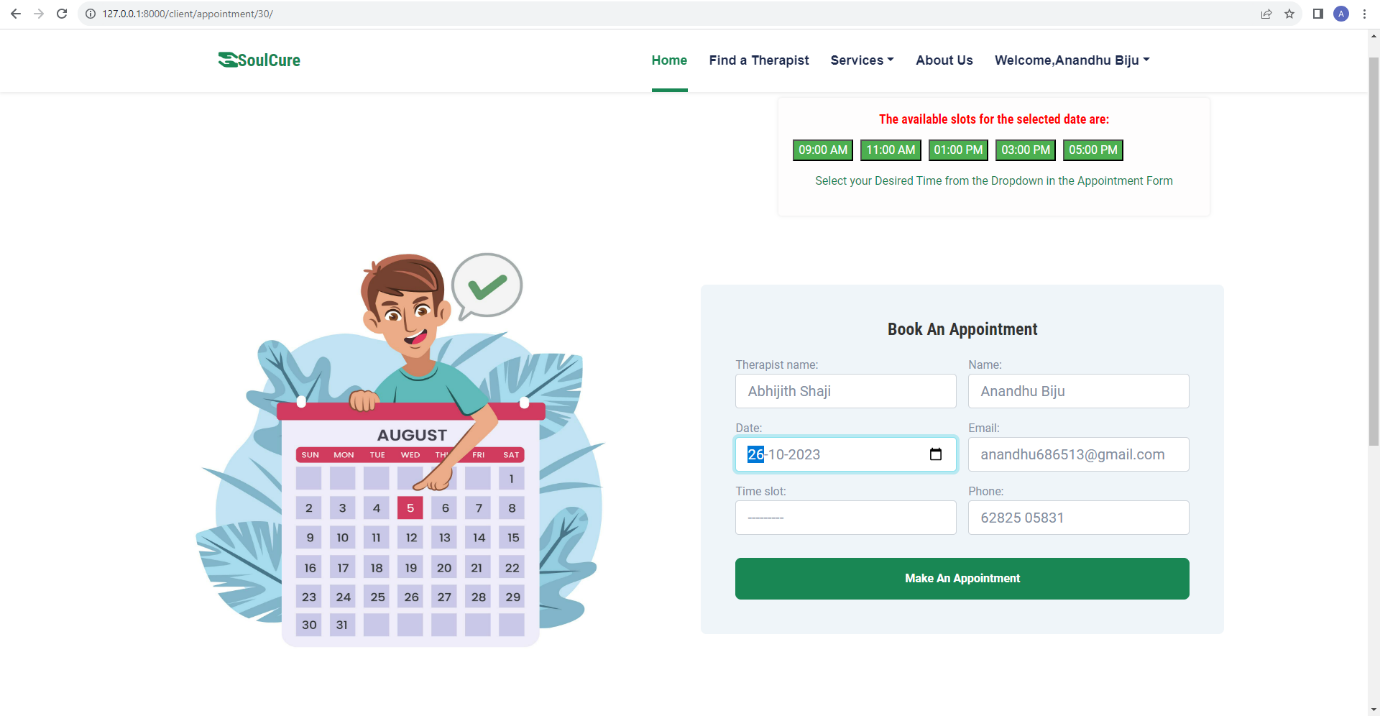 127.0.0.1:8000/client/appointment/30/
A
SoulCure
Home Find a Therapist Services About Us Welcome,Anandhu Biju
The available slots for the selected date are:
09:00 AM 11:00 AM 01:00 PM 03:00 PM 05:00 PM
Select your Desired Time from the Dropdown in the Appointment Form
AUGUST
SUN MON TUE WED THU FRI SAT
1
2 3 4 5 6 7 8
9 10 11 12 13 14 15
16 17 18 19 20 21 22
23 24 25 26 27 28 29
30 31
Book An Appointment
Therapist name: Name:
Abhijith Shaji Anandhu Biju
Date: Email:
26-10-2023 anandhu686513@gmail.com
Time slot: Phone:
--------- 62825 05831
Make An Appointment